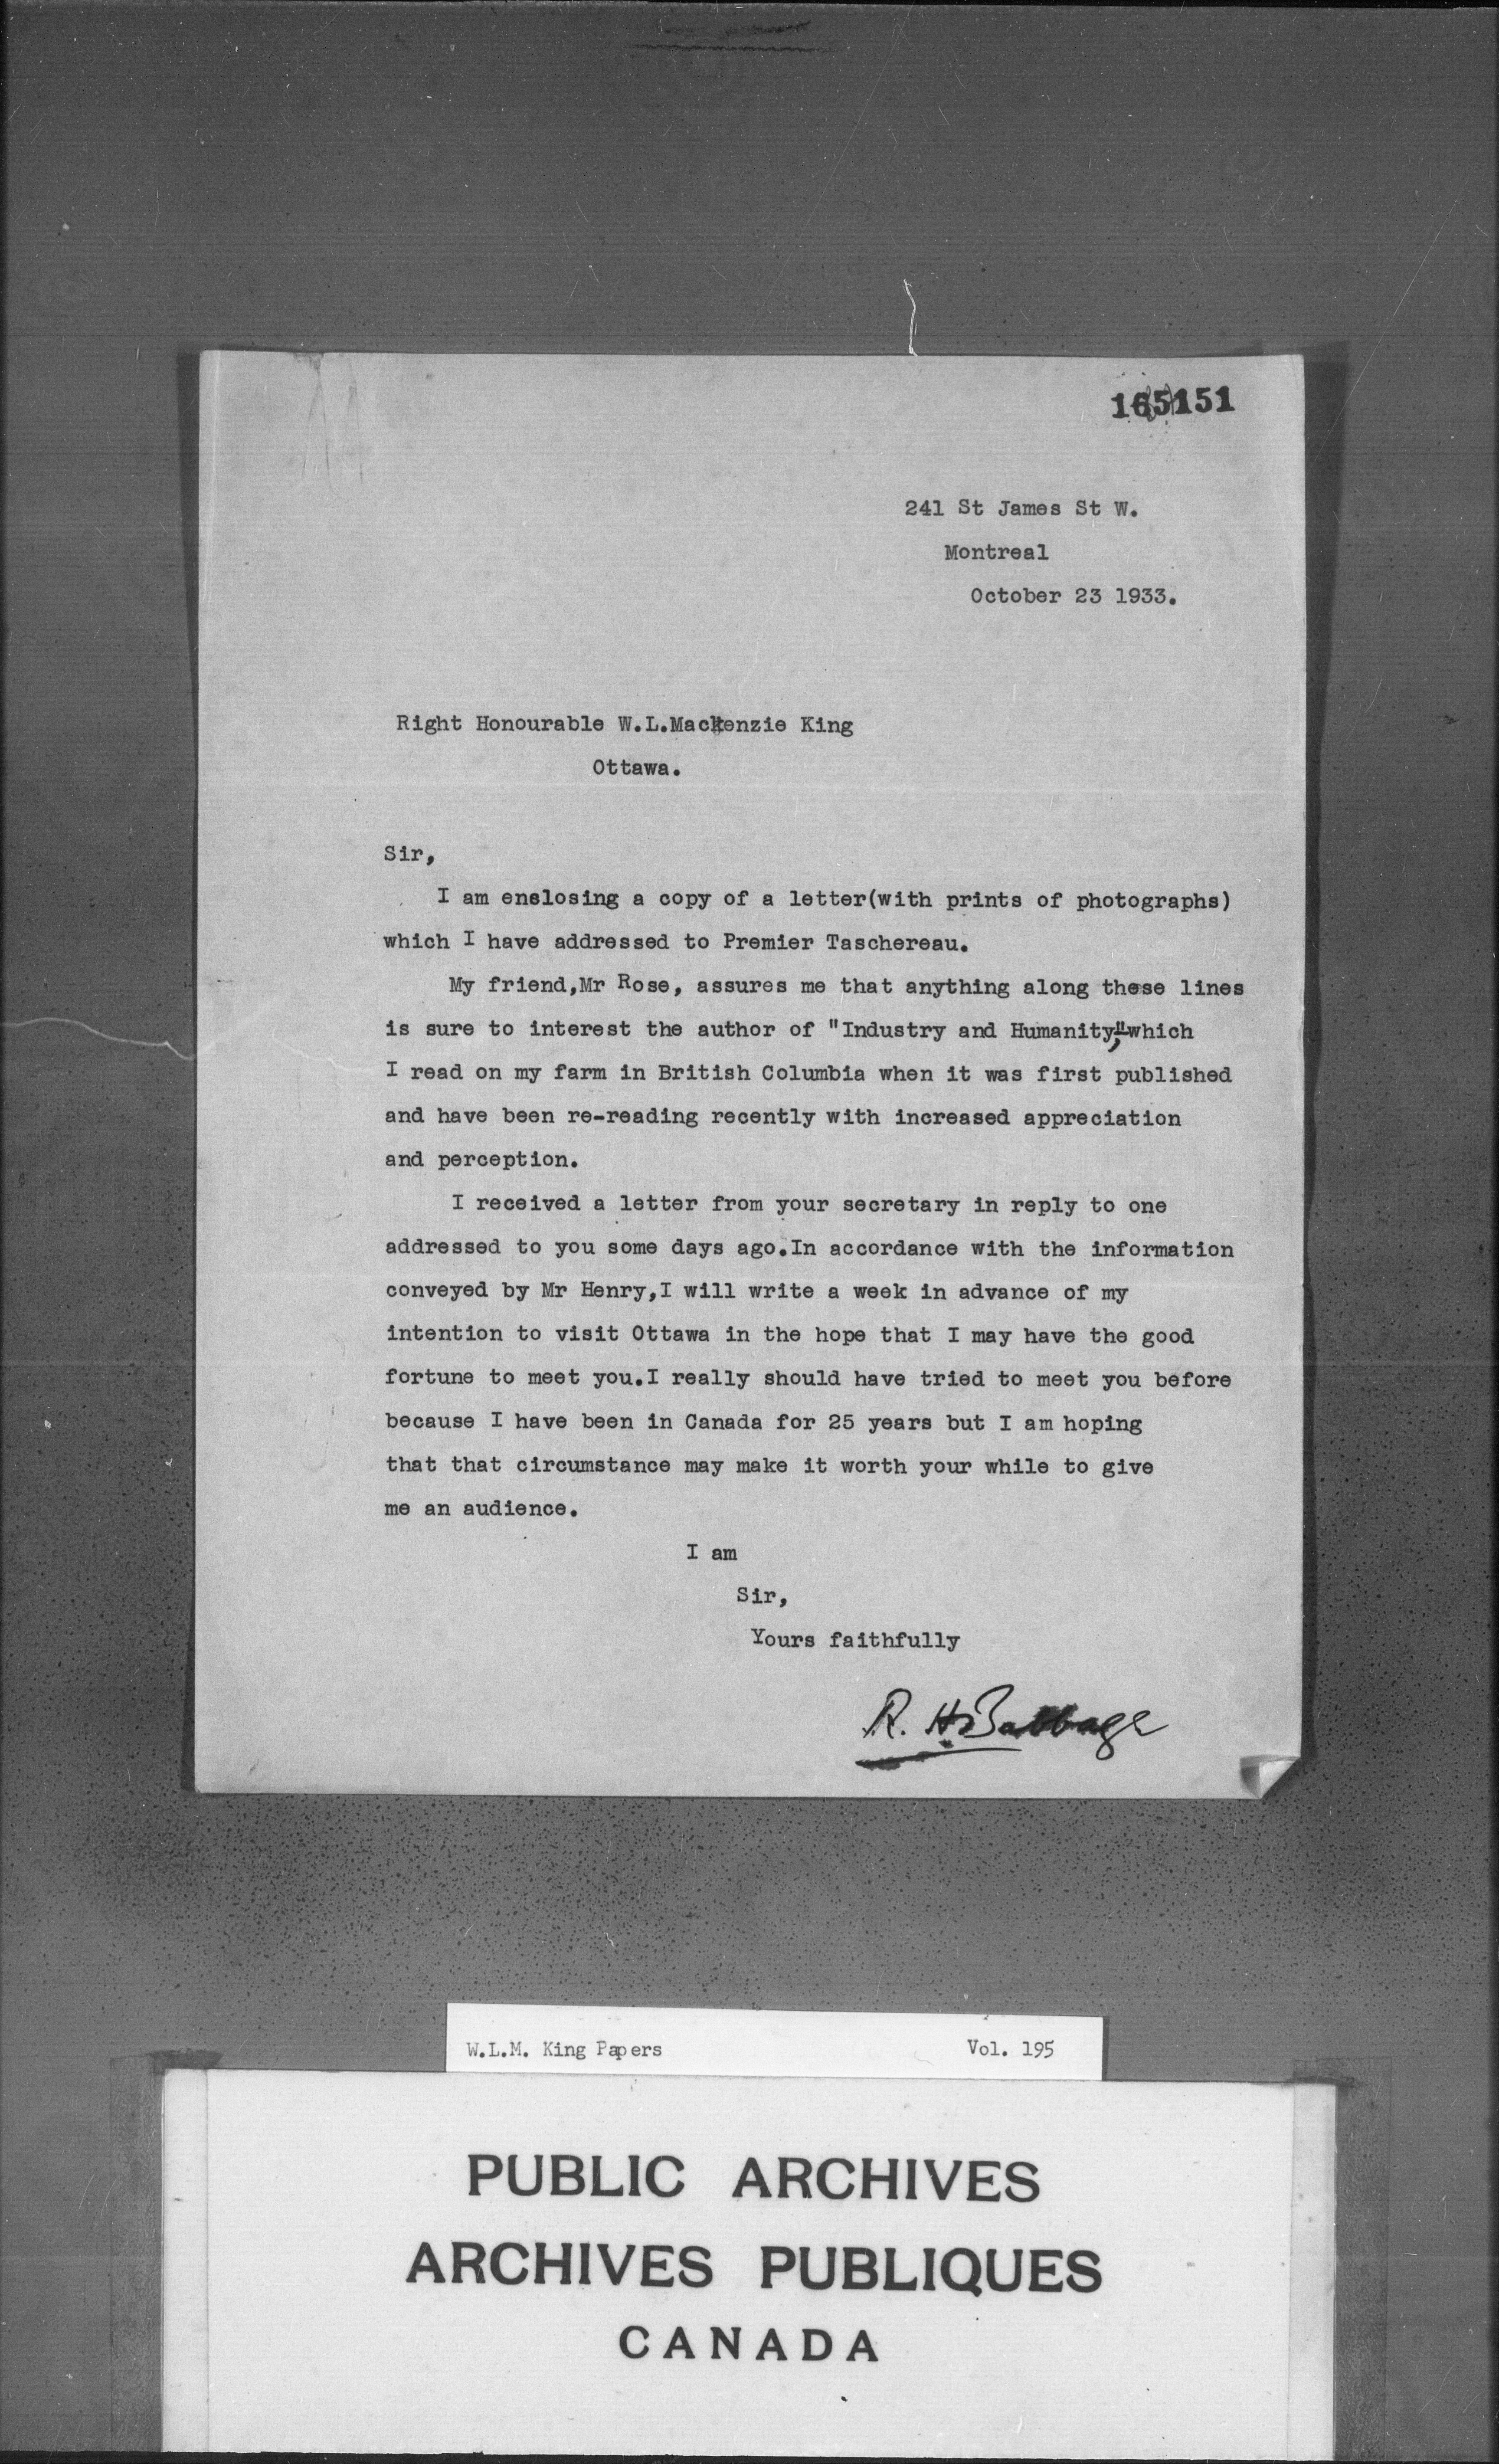 165151
241 St James St W.
Montreal
October 23 1933.
Right Honourable W.L.Mackenzie King
Ottawa.
Sir,
I am enslosing a copy of a letter(with prints of photographs)
which I have addressed to Premier Taschereau.
My friend,Mr Rose, assures me that anything along these lines
is sure to interest the author of "Industry and Humanity", which
I read on my farm in British Columbia when it was first published
and have been re-reading recently with increased appreciation
and perception.
I received a letter from your secretary in reply to one
addressed to you some days ago.In accordance with the information
conveyed by Mr Henry,I will write a week in advance of my
intention to visit Ottawa in the hope that I may have the good
fortune to meet you.I really should have tried to meet you before
because I have been in Canada for 25 years but I am hoping
that that circumstance may make it worth your while to give
me an audience.
I am
Sir,
Yours faithfully
R. H. Babbage
W.L.M. King Papers Vol. 195
PUBLIC ARCHIVES
ARCHIVES PUBLIQUES
CANADA